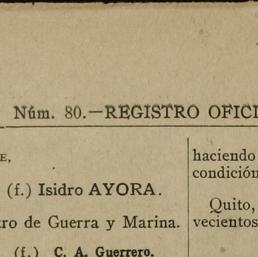 Núm. 80.—REGISTRO OFICI
E,
(f.) Isidro AYORA.
tro de Guerra y Marina.
(f.) C. A. Guerrero.
haciendo
condición
Quito,
vecientos